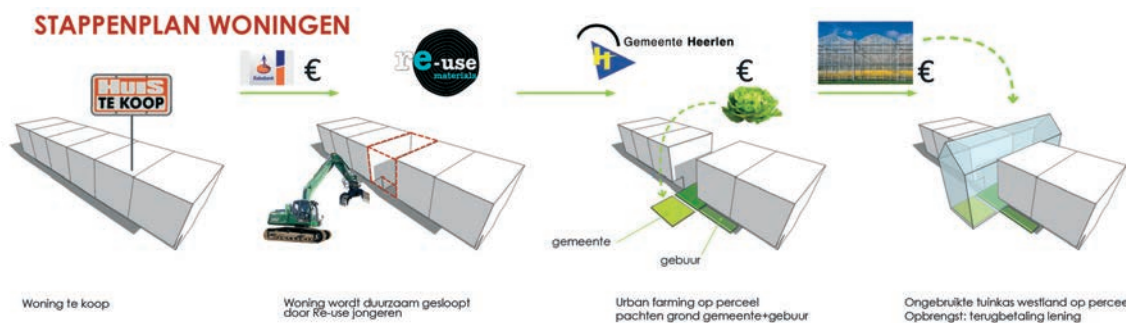 STAPPENPLAN WONINGEN
HUIS
TE KOOP
Rabobank
€
re-use
materials
Gemeente Heerlen
€
€
gemeente
gebuur
Woning te koop
Woning wordt duurzaam gesloopt
door Re-use jongeren
Urban farming op perceel
pachten grond gemeente+gebuur
Ongebruikte tuinkas westland op percee
Opbrengst: terugbetaling lening